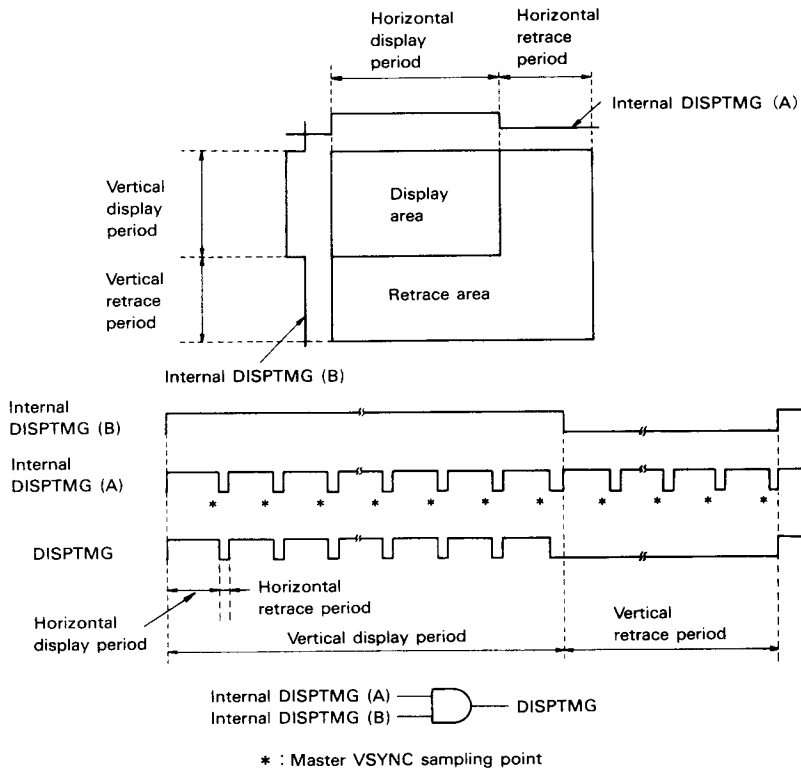 Horizontal
display
period
Horizontal
retrace
period
Internal DISPTMG (A)
Vertical
display
period
Display
area
Vertical
retrace
period
Retrace area
Internal DISPTMG (B)
Internal
DISPTMG (B)
Internal
DISPTMG (A)
* * * * * * * * * * *
DISPTMG
Horizontal
retrace period
Horizontal
display period
Vertical display period
Vertical
retrace period
Internal DISPTMG (A)
Internal DISPTMG (B)
DISPTMG
* : Master VSYNC sampling point